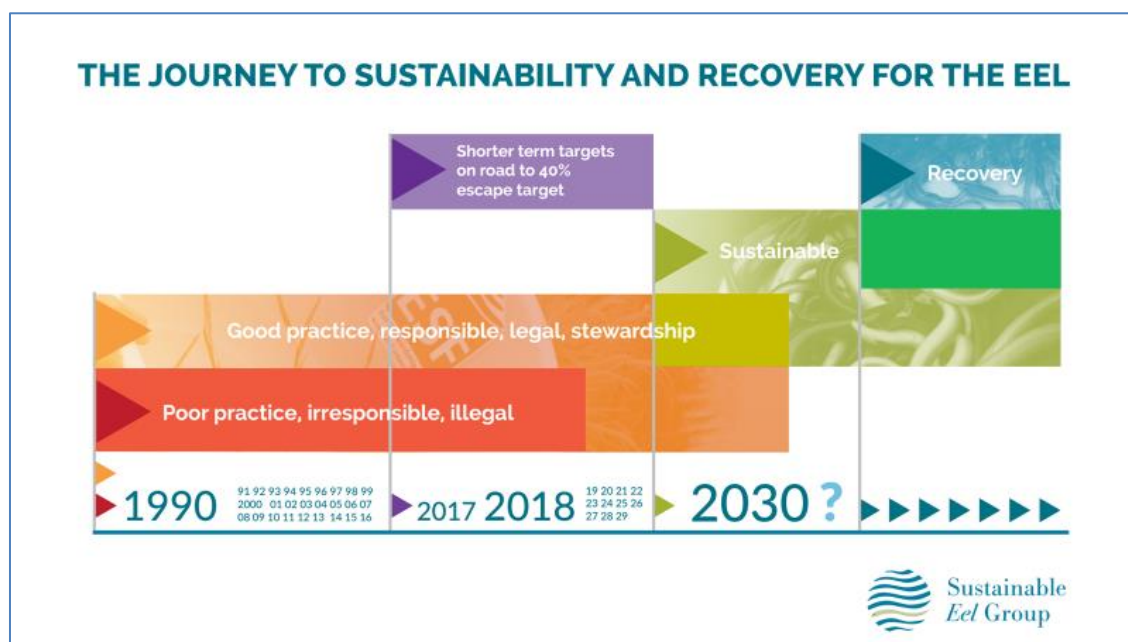 THE JOURNEY TO SUSTAINABILITY AND RECOVERY FOR THE EEL
Shorter term targets
on road to 40%
escape target
Recovery
Sustainable
Good practice, responsible, legal, stewardship
Poor practice, irresponsible, illegal
1990
91 92 93 94 95 96 97 98 99
2000 01 02 03 04 05 06 07
08 09 10 11 12 13 14 15 16
2017 2018
19 20 21 22
23 24 25 26
27 28 29
2030 ?
Sustainable
Eel Group